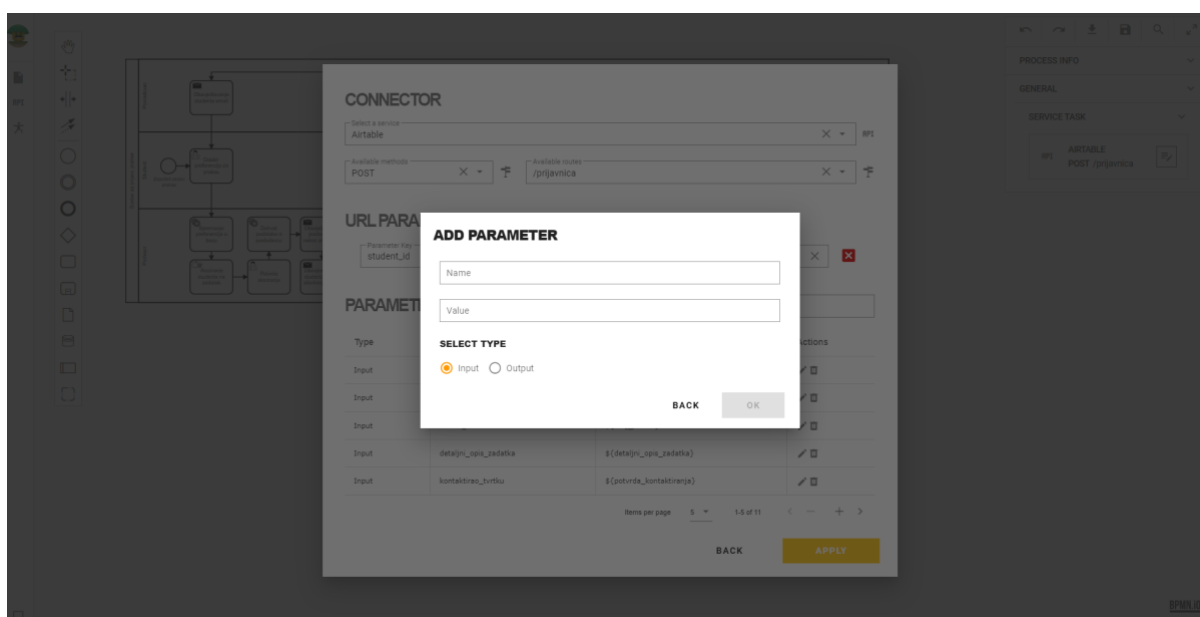 PROCESS INFO
GENERAL
SERVICE TASK
API AIRTABLE
POST /prijavnica
CONNECTOR
Select a service
Airtable
API
Available methods
POST
Available routes
/prijavnica
URL PARA
Parameter Key
student_id
ADD PARAMETER
Name
Value
SELECT TYPE
Input Output
BACK OK
PARAMET
Type Actions
Input
Input
Input
Input detaljni_opis_zadatka ${detaljni_opis_zadatka}
Input kontaktirao_tvrtku ${potvrda_kontaktiranja}
Items per page 5 1-5 of 11
BACK APPLY